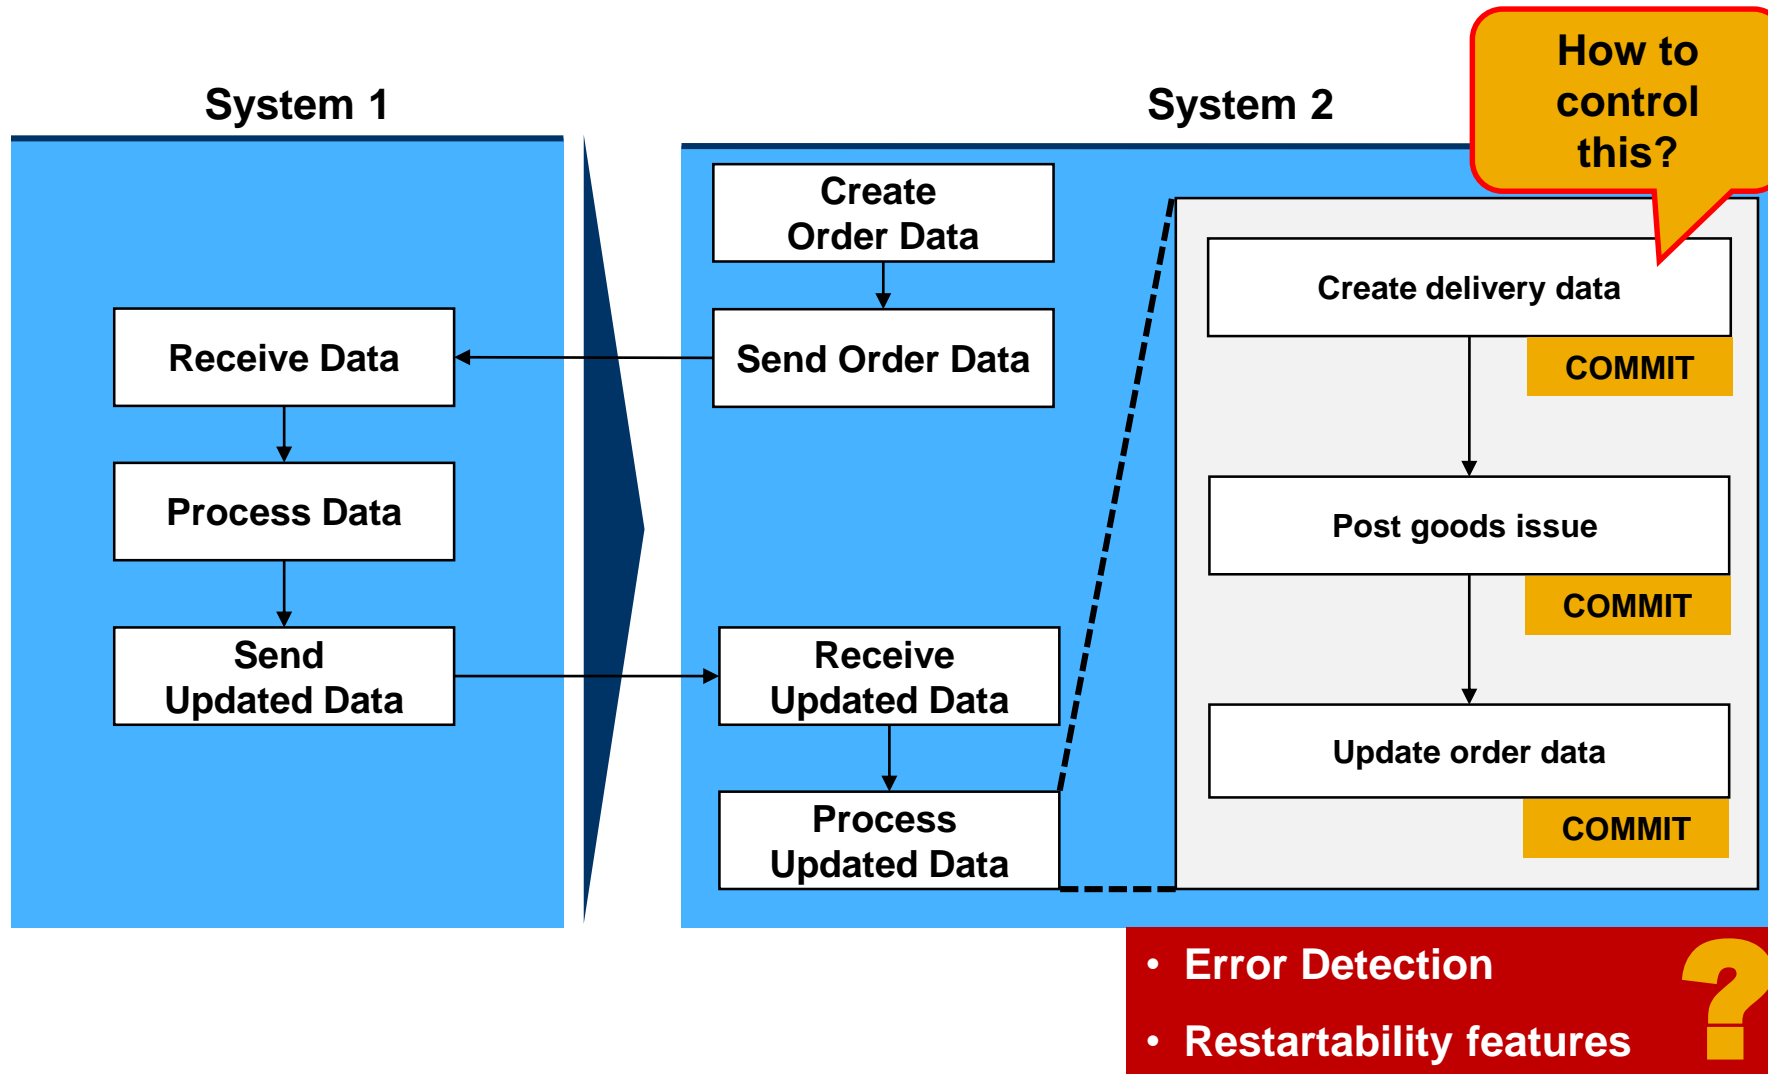 System 1
Receive Data
Process Data
Send
Updated Data
System 2
Create
Order Data
Send Order Data
Receive
Updated Data
Process
Updated Data
How to
control
this?
Create delivery data
COMMIT
Post goods issue
COMMIT
Update order data
COMMIT
• Error Detection
• Restartability features
?